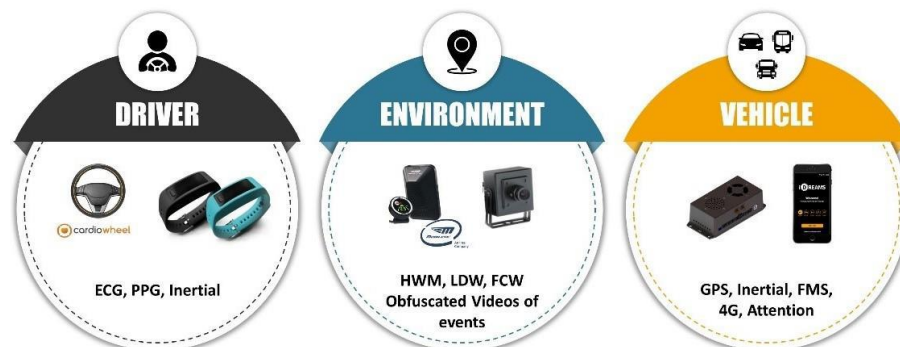 DRIVER
cardiowheel
ECG, PPG, Inertial
ENVIRONMENT
HWM, LDW, FCW
Obfuscated Videos of
events
VEHICLE
DREAMS
GPS, Inertial, FMS,
4G, Attention